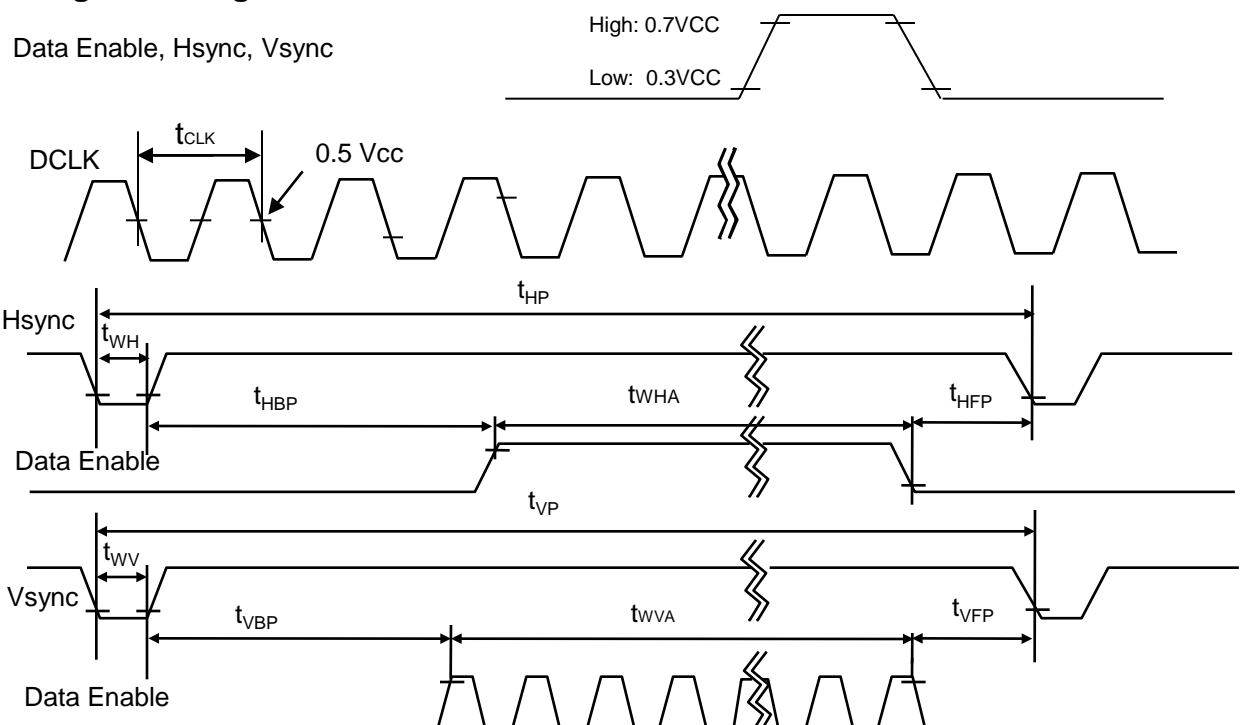 Data Enable, Hsync, Vsync
High: 0.7VCC
Low: 0.3VCC
tCLK
DCLK
0.5 Vcc
tHP
Hsync
tWH
tHBP
tWHA
tHFP
Data Enable
tVP
tWV
Vsync
tVBP
tWVA
tVFP
Data Enable